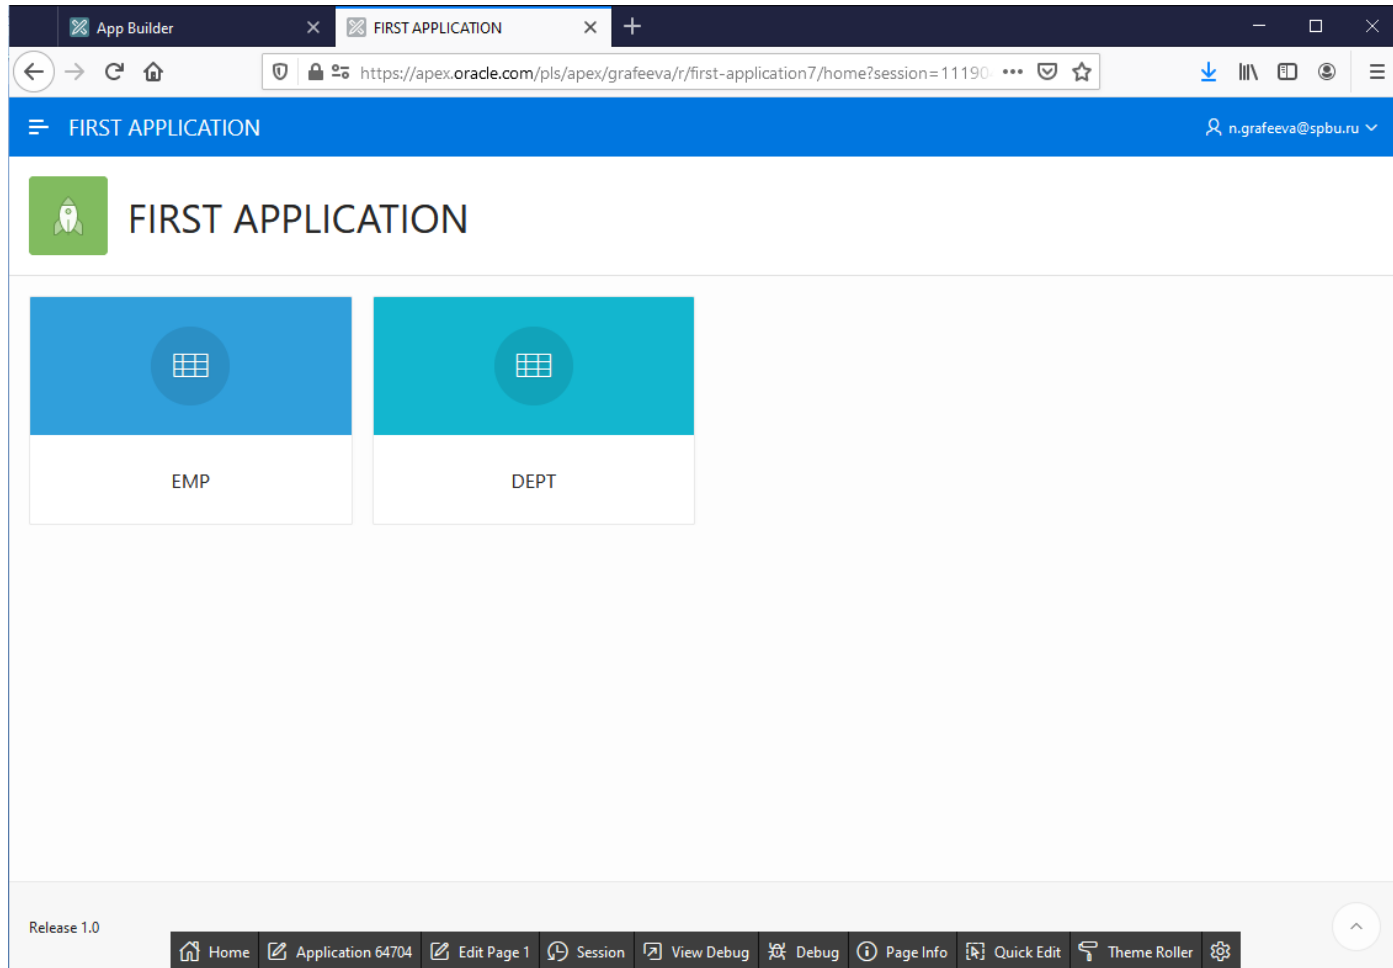 App Builder
FIRST APPLICATION
https://apex.oracle.com/pls/apex/grafeeva/r/first-application7/home?session=11190
FIRST APPLICATION
n.grafeeva@spbu.ru
FIRST APPLICATION
EMP
DEPT
Release 1.0
Home
Application 64704
Edit Page 1
Session
View Debug
Debug
Page Info
Quick Edit
Theme Roller